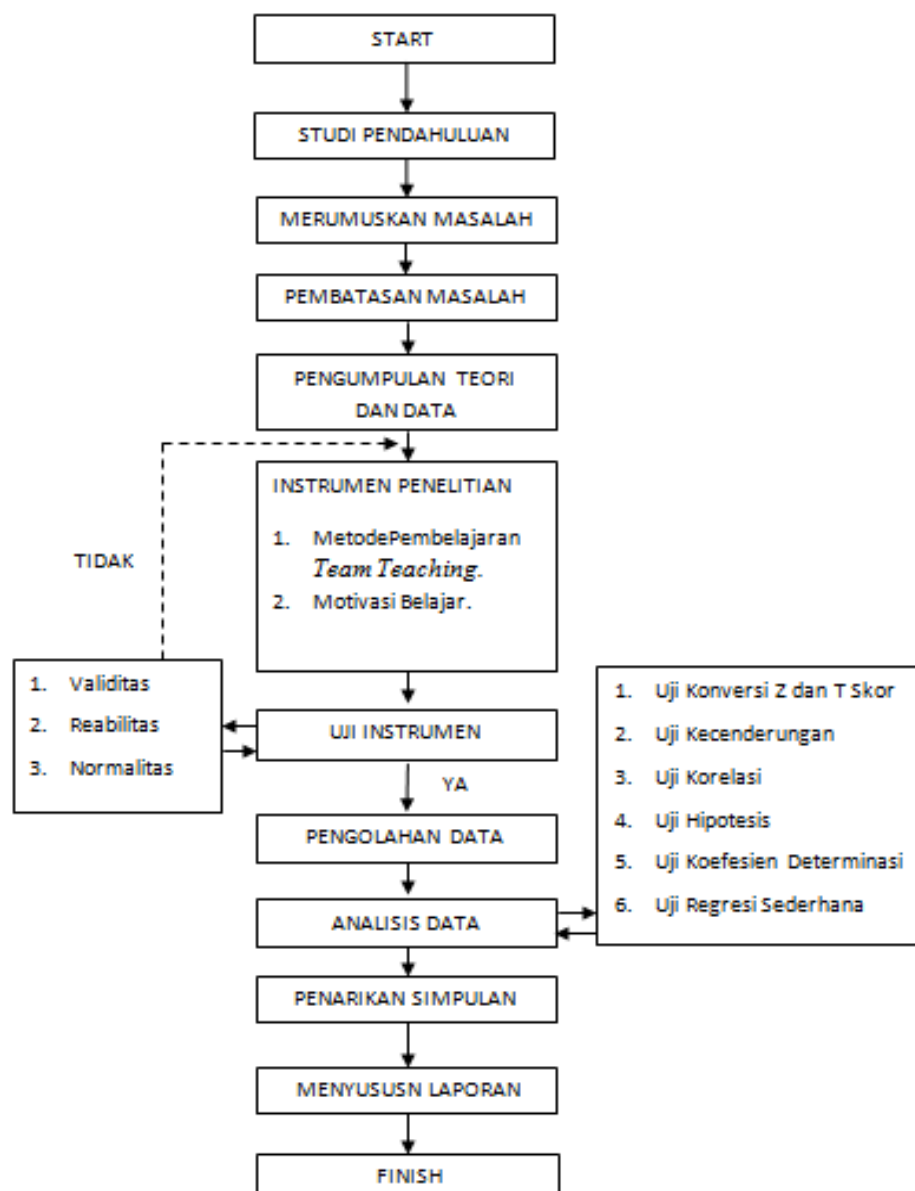 START
STUDI PENDAHULUAN
MERUMUSKAN MASALAH
PEMBATASAN MASALAH
PENGUMPULAN TEORI
DAN DATA
INSTRUMEN PENELITIAN
1. MetodePembelajaran
Team Teaching.
2. Motivasi Belajar.
TIDAK
1. Validitas
2. Reabilitas
3. Normalitas
UJI INSTRUMEN
YA
PENGOLAHAN DATA
ANALISIS DATA
1. Uji Konversi Z dan T Skor
2. Uji Kecenderungan
3. Uji Korelasi
4. Uji Hipotesis
5. Uji Koefesien Determinasi
6. Uji Regresi Sederhana
PENARIKAN SIMPULAN
MENYUSUSN LAPORAN
FINISH